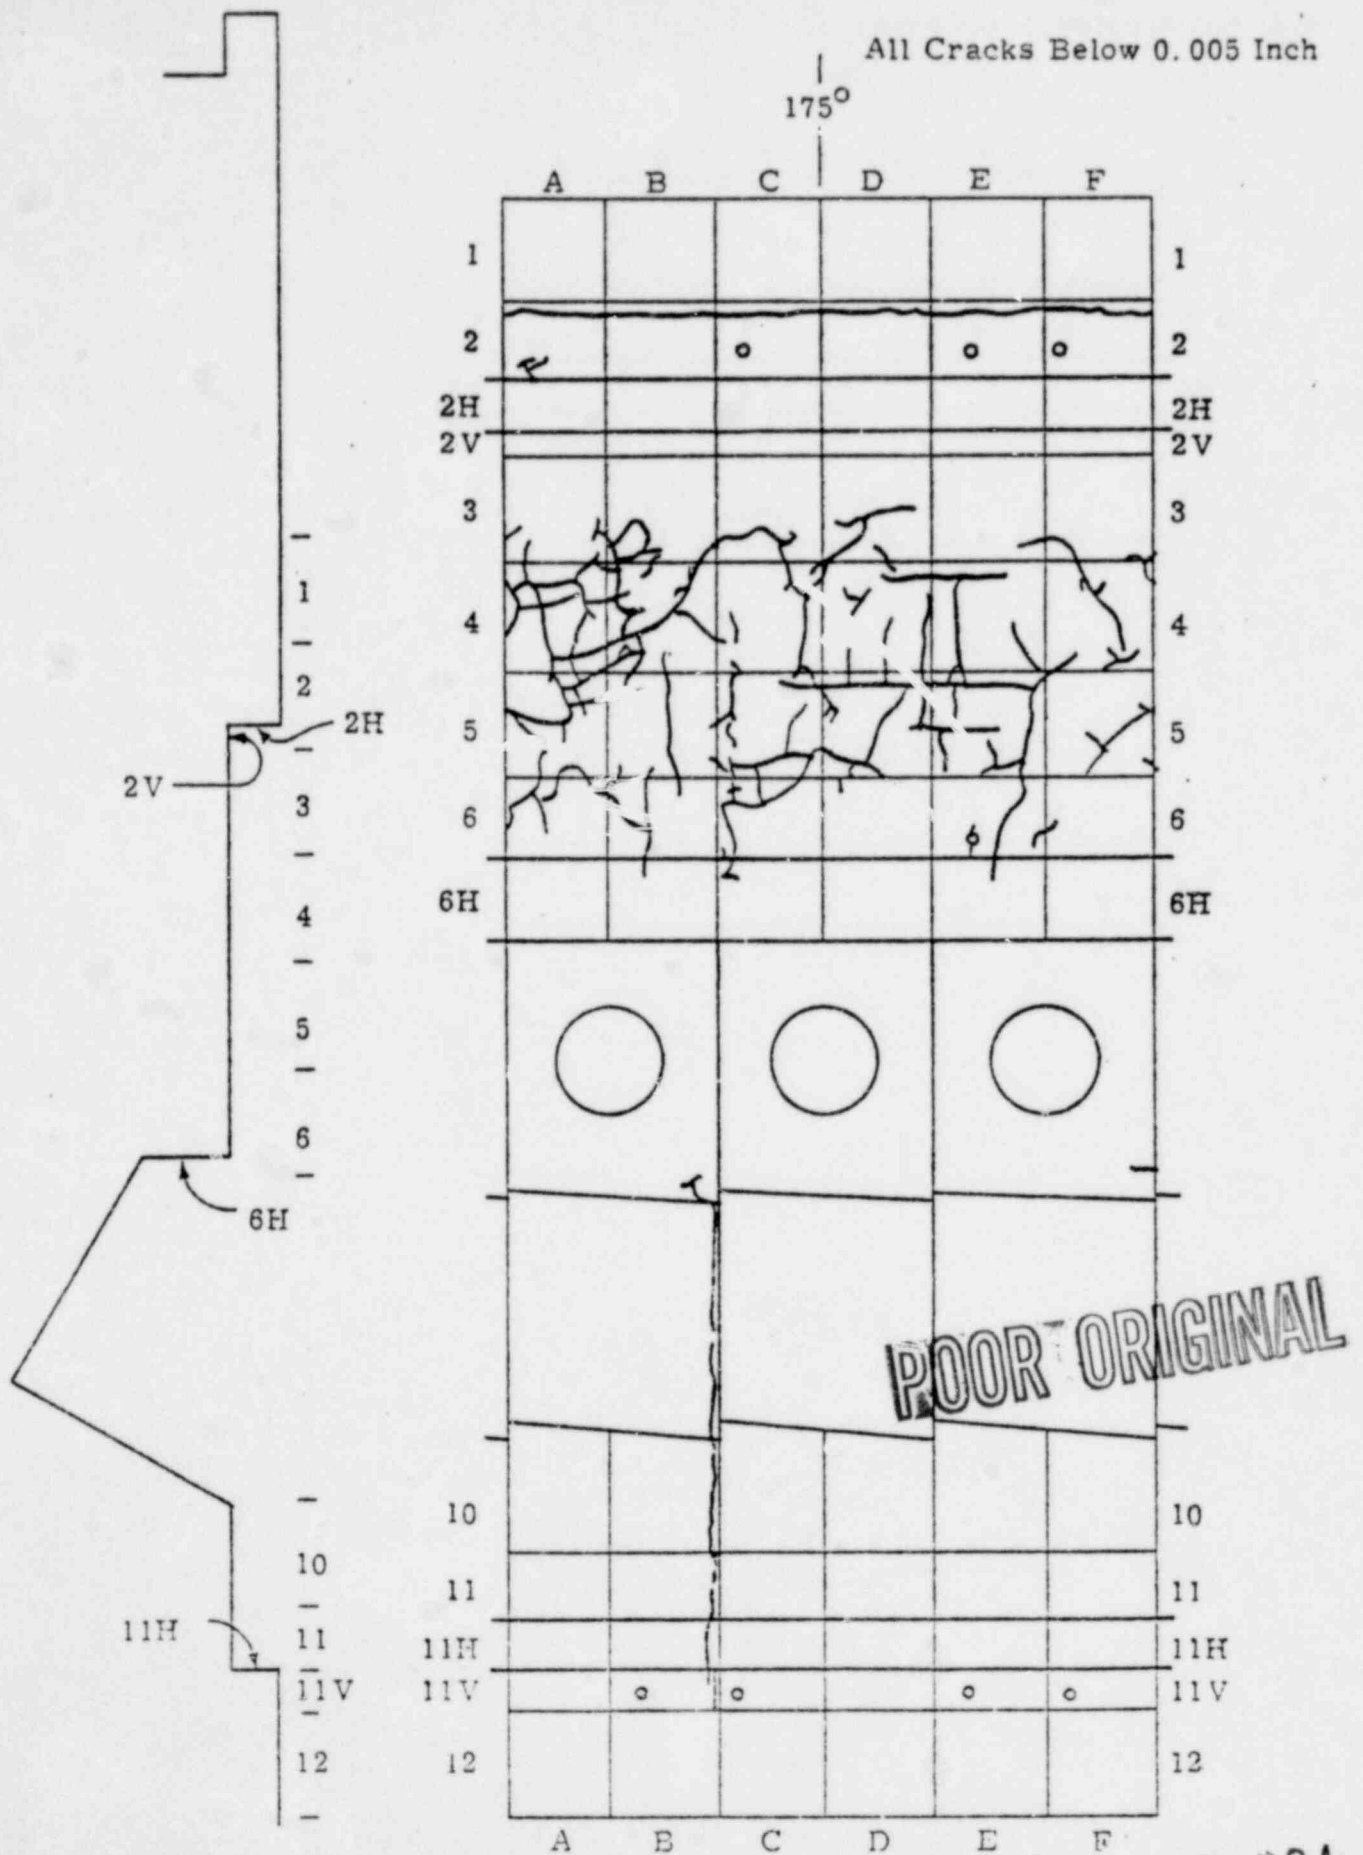 All Cracks Below 0.005 Inch
175°
A B C D E F
1 1
2 2
2H 2H
2V 2V
3 3
4 4
5 5
6 6
6H 6H
10 10
11 11
11H 11H
11V 11V
12 12
A B C D E F
1
2
2H
2V
3
4
5
6
6H
10
11H
11
11V
12
POOR ORIGINAL